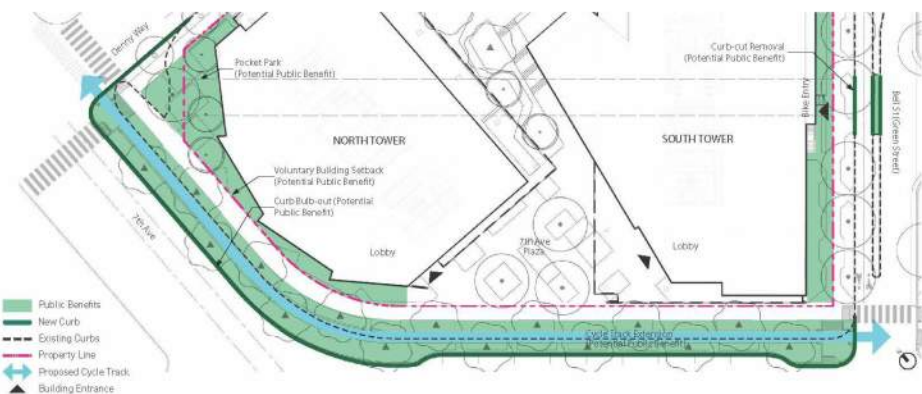 Denny Way
Pocket Park
(Potential Public Benefit)
Curb-cut Removal
(Potential Public Benefit)
Bike Entry
Bell St (Green Street)
NORTH TOWER
SOUTH TOWER
Voluntary Building Setback
(Potential Public Benefit)
Curb Bulb-out (Potential
Public Benefit)
7th Ave
Lobby
7th Ave
Plaza
Lobby
Cycle Track Extension
(Potential Public Benefit)
Public Benefits
New Curb
Existing Curbs
Property Line
Proposed Cycle Track
Building Entrance